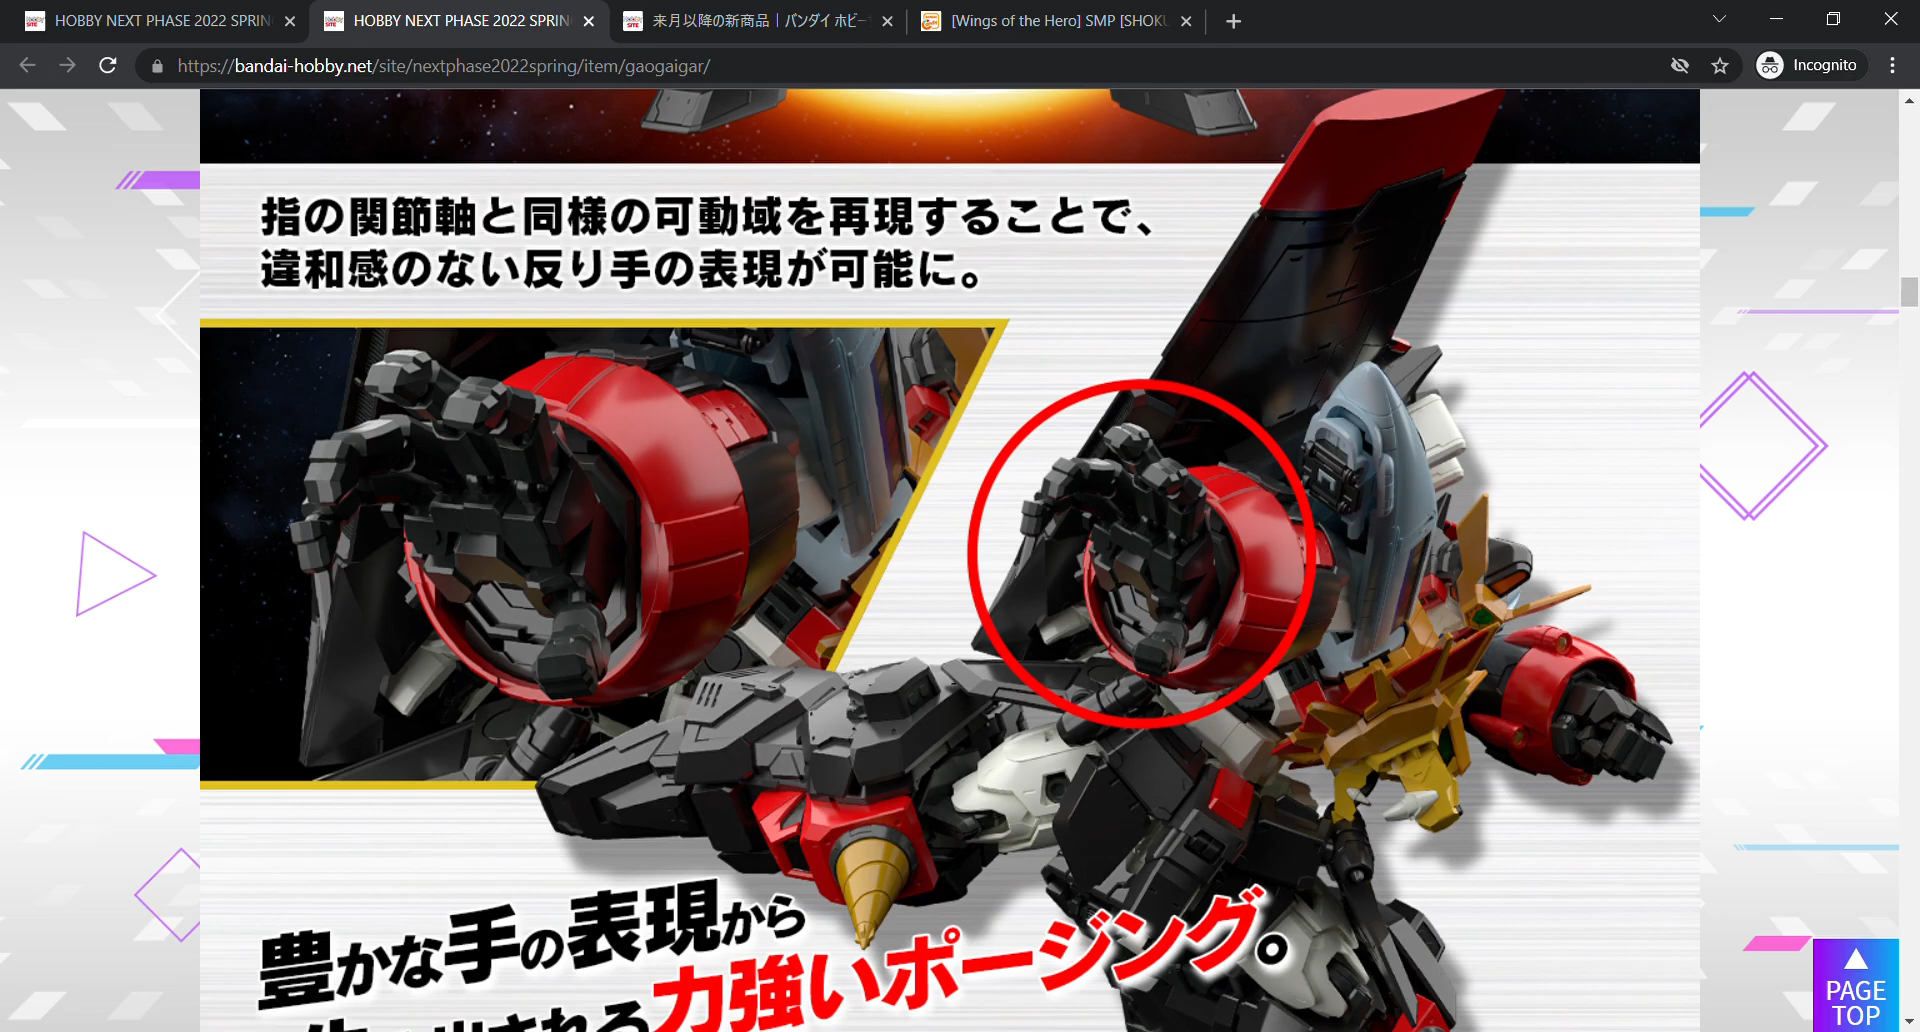 HOBBY NEXT PHASE 2022 SPRIN
HOBBY NEXT PHASE 2022 SPRIN
来月以降の新商品｜バンダイ ホビー
[Wings of the Hero] SMP [SHOKU
https://bandai-hobby.net/site/nextphase2022spring/item/gaogaigar/
Incognito
指の関節軸と同様の可動域を再現することで、
違和感のない反り手の表現が可能に。
豊かな手の表現から
力強いポージング。
PAGE
TOP